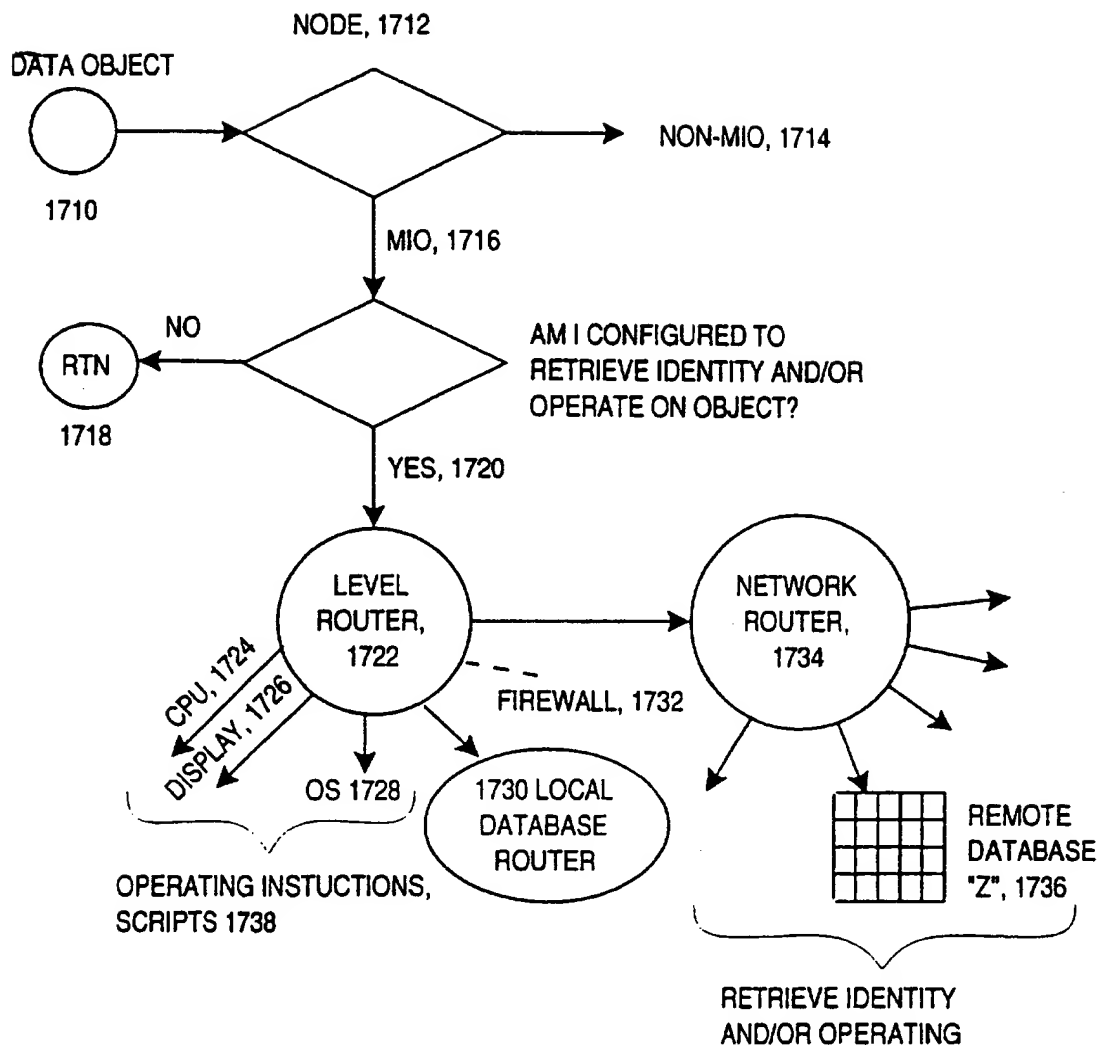 NODE, 1712
DATA OBJECT
1710
NON-MIO, 1714
MIO, 1716
NO
RTN
1718
AM I CONFIGURED TO
RETRIEVE IDENTITY AND/OR
OPERATE ON OBJECT?
YES, 1720
LEVEL
ROUTER,
1722
NETWORK
ROUTER,
1734
CPU, 1724
DISPLAY, 1726
OS 1728
FIREWALL, 1732
1730 LOCAL
DATABASE
ROUTER
REMOTE
DATABASE
"Z", 1736
OPERATING INSTUCTIONS,
SCRIPTS 1738
RETRIEVE IDENTITY
AND/OR OPERATING